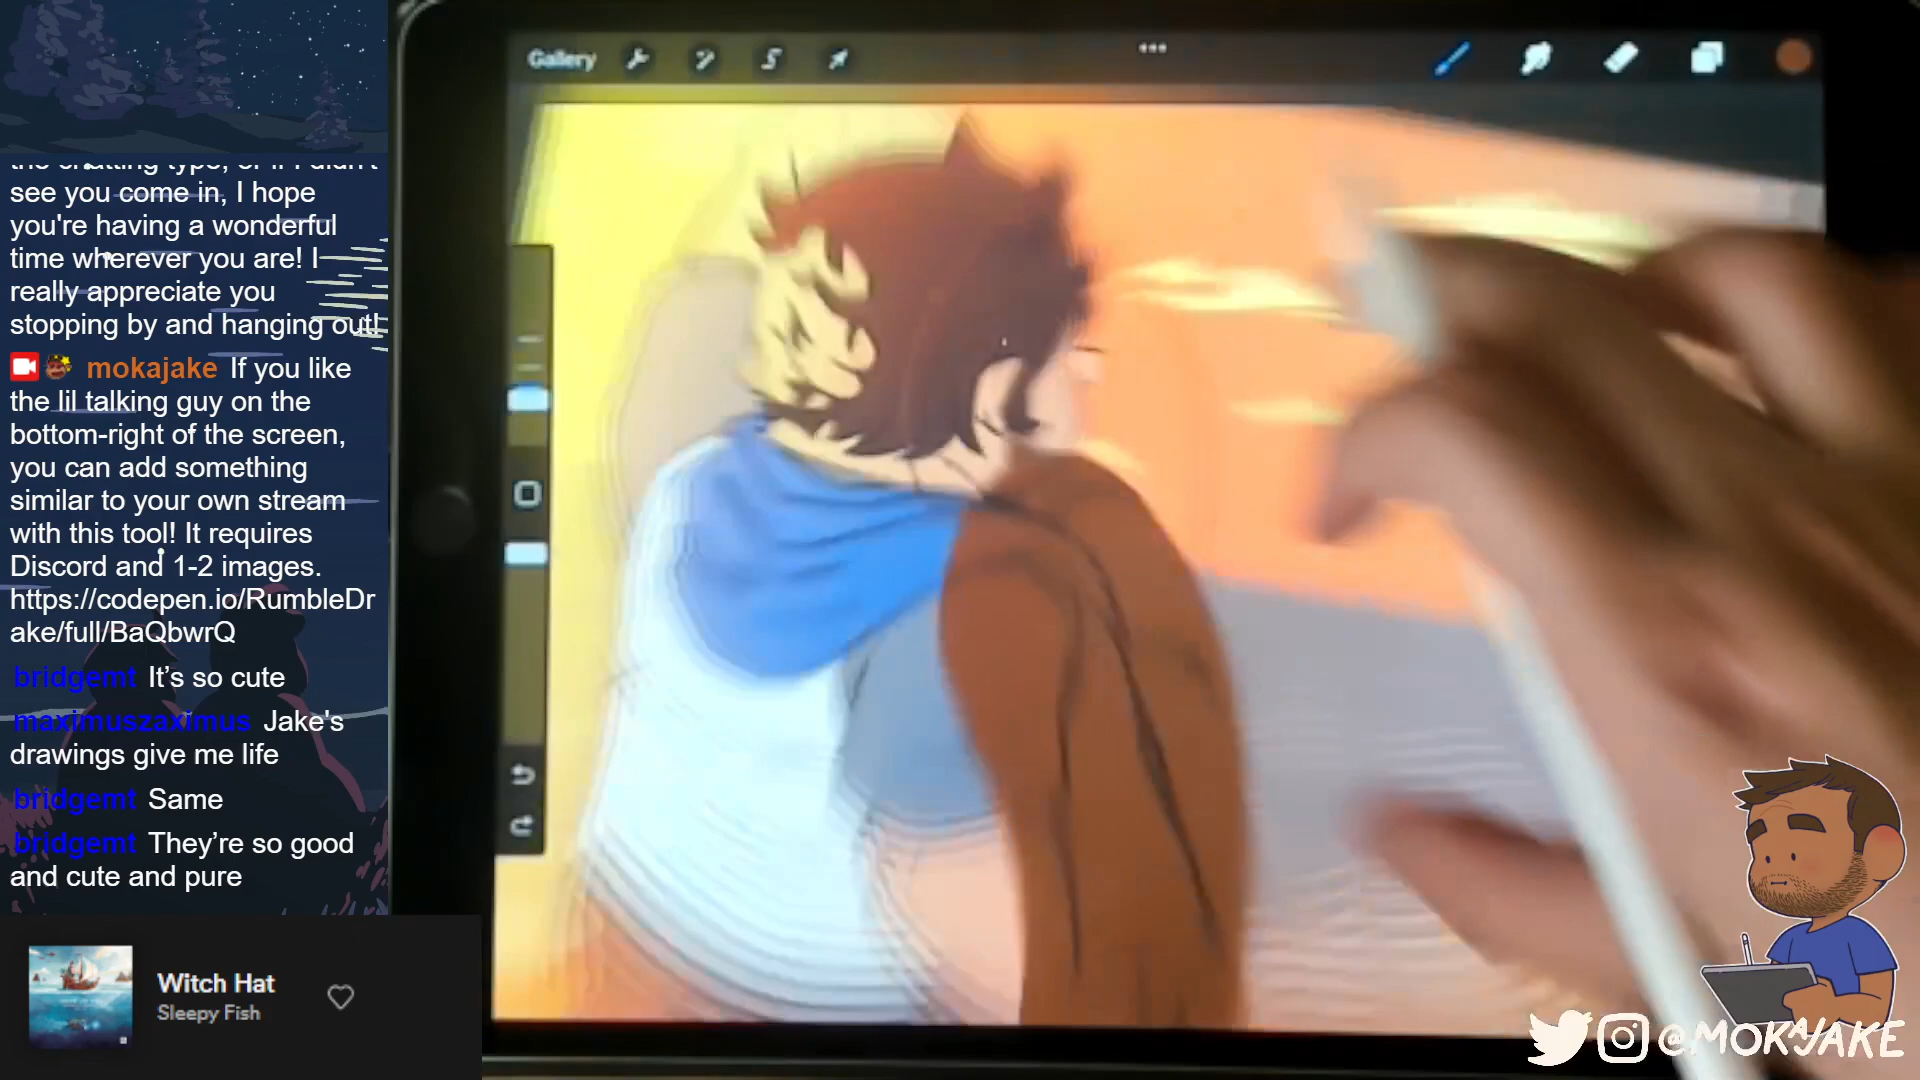 Gallery
see you come in, I hope
you're having a wonderful
time wherever you are! I
really appreciate you
stopping by and hanging out!
mokajake If you like
the lil talking guy on the
bottom-right of the screen,
you can add something
similar to your own stream
with this tool! It requires
Discord and 1-2 images.
https://codepen.io/RumbleDr
ake/full/BaQbwrQ
bridgemt It’s so cute
maximuszaximus Jake's
drawings give me life
bridgemt Same
bridgemt They’re so good
and cute and pure
Witch Hat
Sleepy Fish
@MOKAJAKE